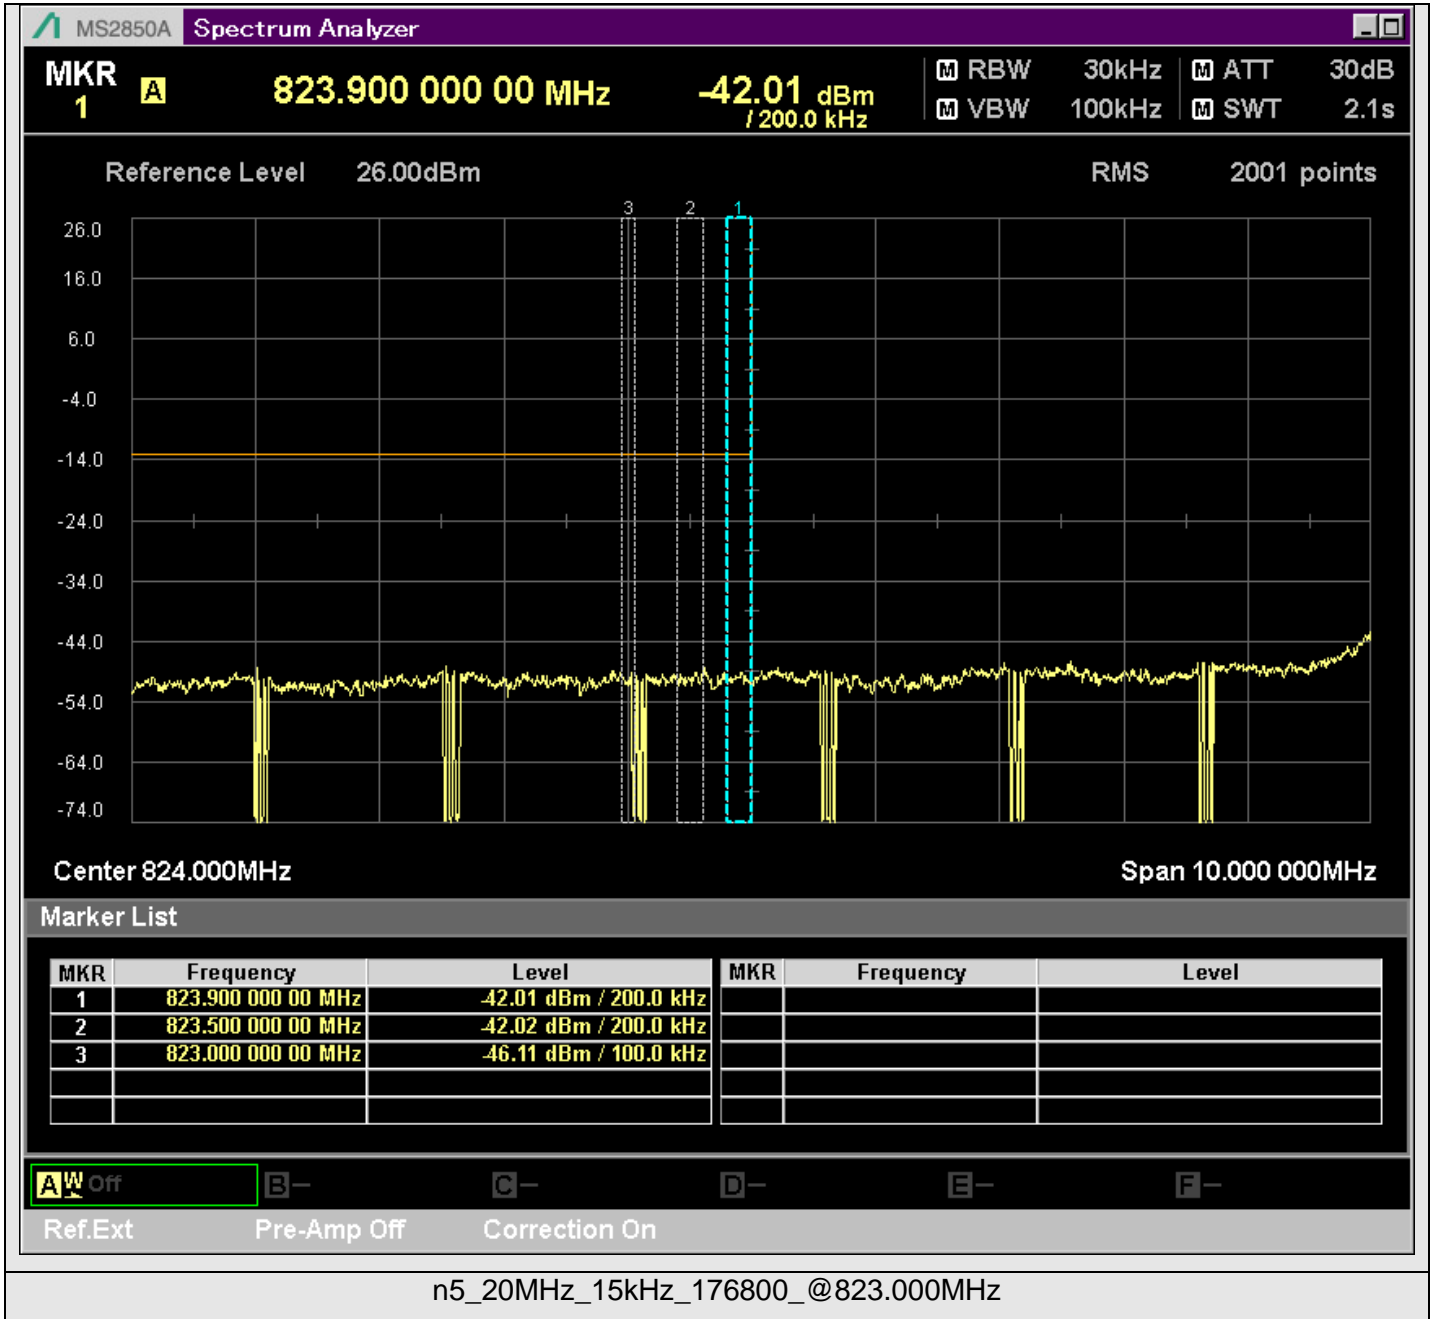 MS2850A Spectrum Analyzer
MKR 1 A 823.900 000 00 MHz -42.01 dBm / 200.0 kHz
M RBW 30kHz M ATT 30dB
M VBW 100kHz M SWT 2.1s
Reference Level 26.00dBm RMS 2001 points
3 2 1
26.0
16.0
6.0
-4.0
-14.0
-24.0
-34.0
-44.0
-54.0
-64.0
-74.0
Center 824.000MHz Span 10.000 000MHz
Marker List
MKR Frequency Level MKR Frequency Level
1 823.900 000 00 MHz -42.01 dBm / 200.0 kHz
2 823.500 000 00 MHz -42.02 dBm / 200.0 kHz
3 823.000 000 00 MHz -46.11 dBm / 100.0 kHz
A W Off B – C – D – E – F –
Ref.Ext Pre-Amp Off Correction On
n5_20MHz_15kHz_176800_@823.000MHz